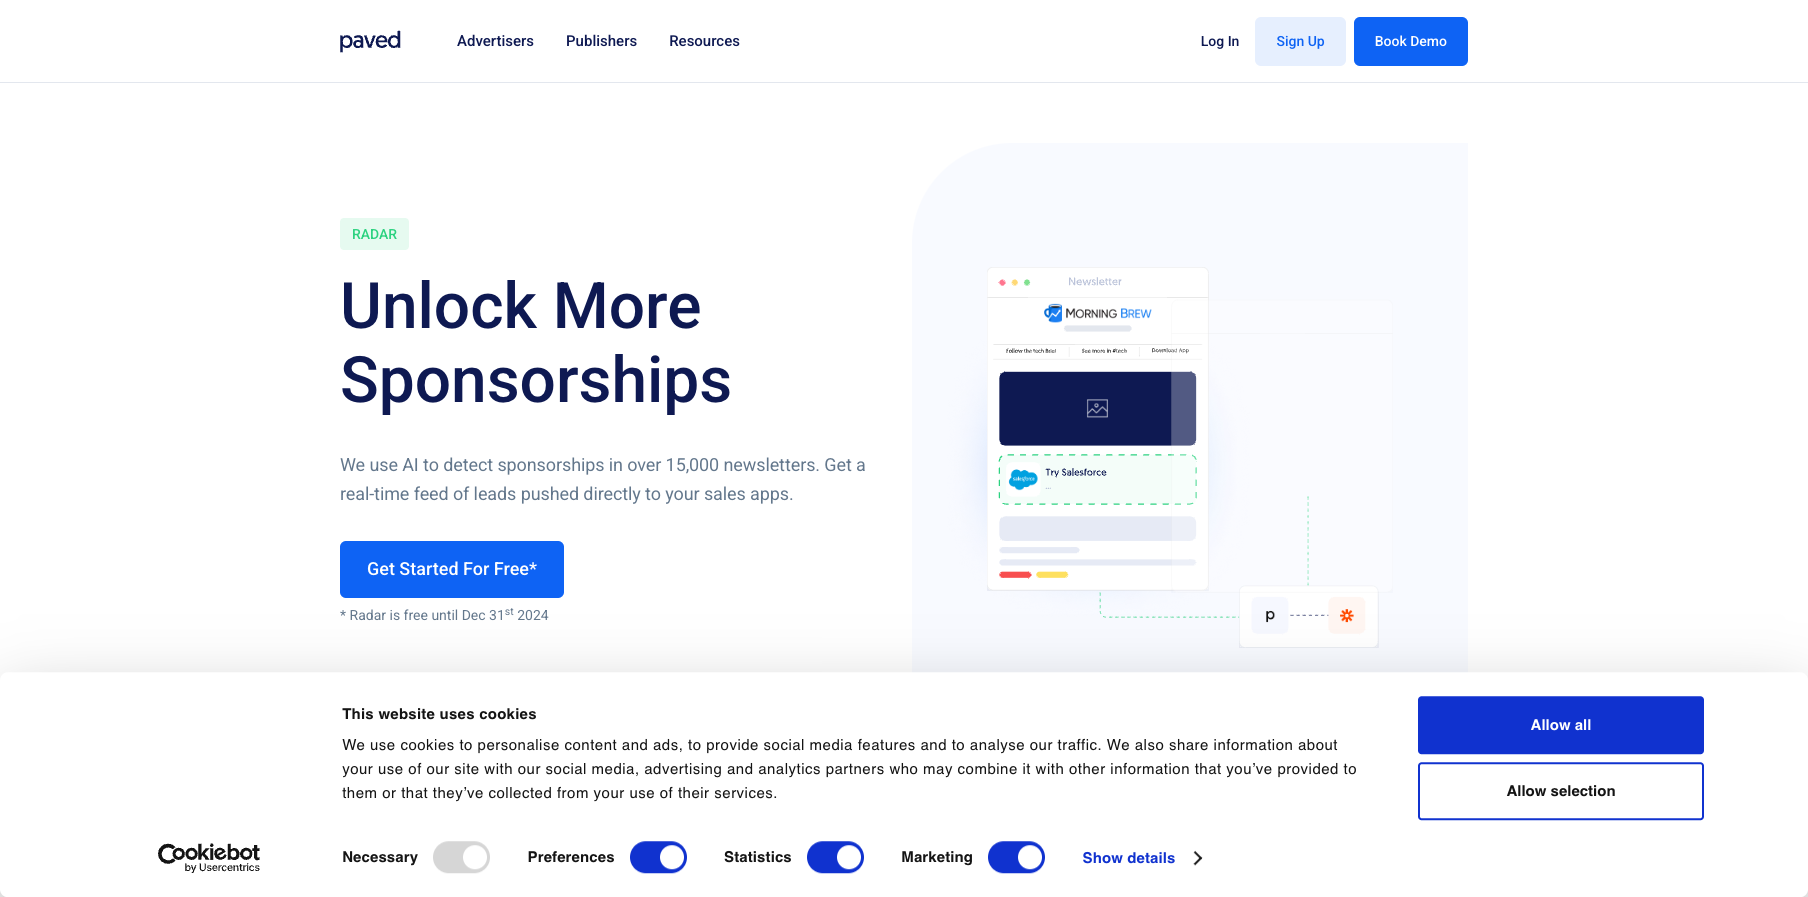 paved
Advertisers
Publishers
Resources
Log In
Sign Up
Book Demo
RADAR
Unlock More
Sponsorships
We use AI to detect sponsorships in over 15,000 newsletters. Get a
real-time feed of leads pushed directly to your sales apps.
Get Started For Free*
* Radar is free until Dec 31st 2024
Newsletter
MORNING BREW
Follow the tech Brief
See more in #tech
Download App
salesforce
Try Salesforce
p
This website uses cookies
We use cookies to personalise content and ads, to provide social media features and to analyse our traffic. We also share information about
your use of our site with our social media, advertising and analytics partners who may combine it with other information that you've provided to
them or that they've collected from your use of their services.
Allow all
Allow selection
Cookiebot
by Usercentrics
Necessary
Preferences
Statistics
Marketing
Show details